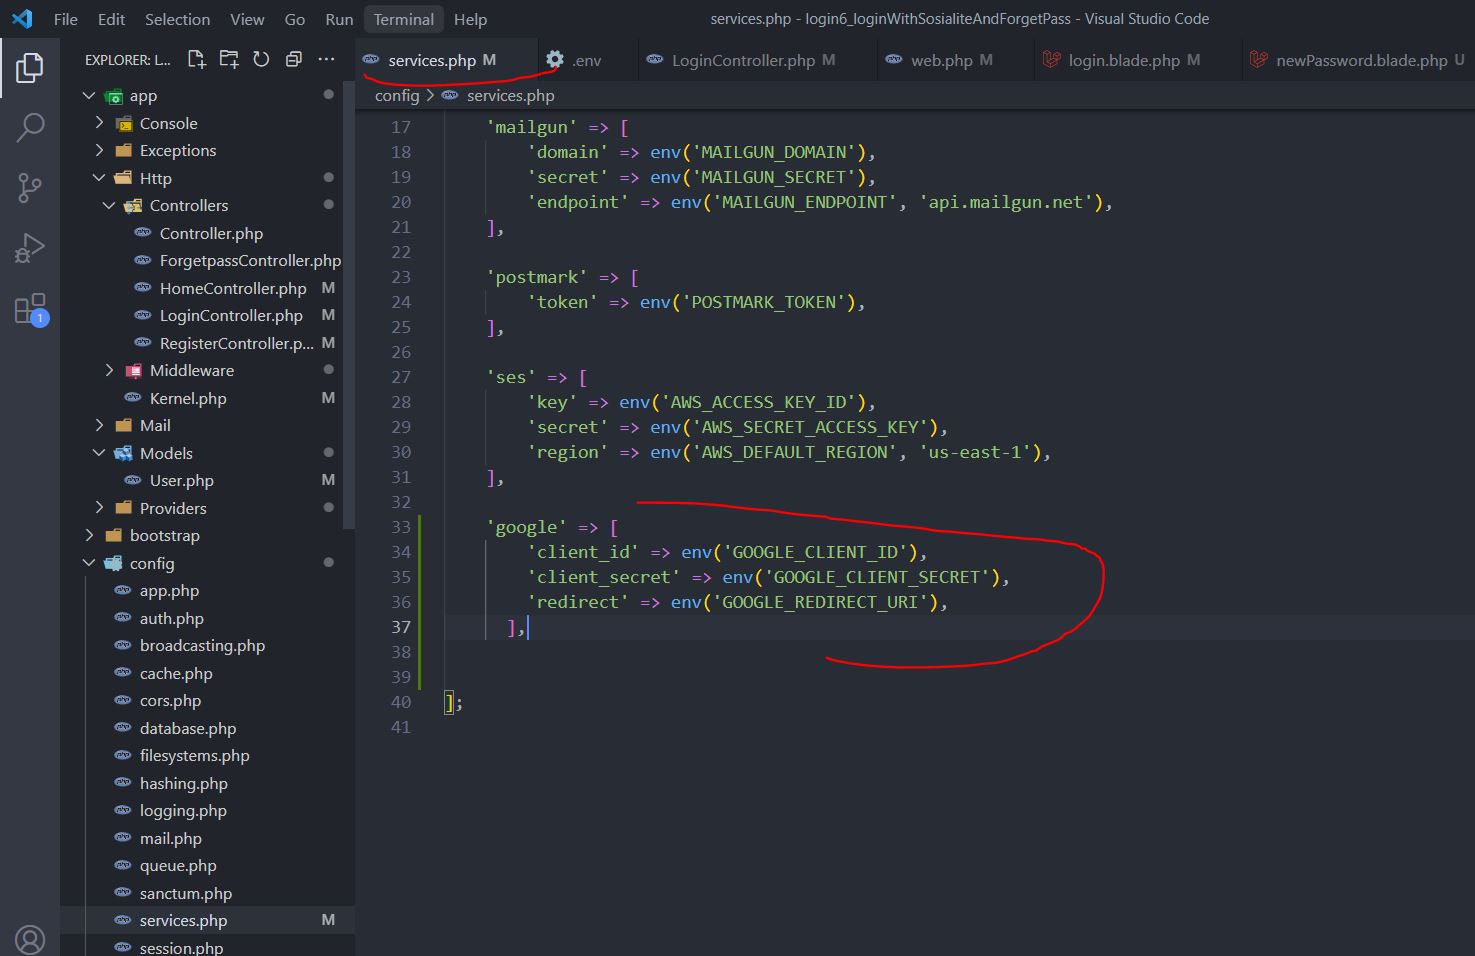 File Edit Selection View Go Run Terminal Help
services.php - login6_loginWithSosialiteAndForgetPass - Visual Studio Code
EXPLORER: L...
services.php M
.env
LoginController.php M
web.php M
login.blade.php M
newPassword.blade.php U
config > services.php
app
Console
Exceptions
Http
Controllers
Controller.php
ForgetpassController.php
HomeController.php M
LoginController.php M
RegisterController.p... M
Middleware
Kernel.php M
Mail
Models
User.php M
Providers
bootstrap
config
app.php
auth.php
broadcasting.php
cache.php
cors.php
database.php
filesystems.php
hashing.php
logging.php
mail.php
queue.php
sanctum.php
services.php M
session.php
1
17 'mailgun' => [
18 'domain' => env('MAILGUN_DOMAIN'),
19 'secret' => env('MAILGUN_SECRET'),
20 'endpoint' => env('MAILGUN_ENDPOINT', 'api.mailgun.net'),
21 ],
22
23 'postmark' => [
24 'token' => env('POSTMARK_TOKEN'),
25 ],
26
27 'ses' => [
28 'key' => env('AWS_ACCESS_KEY_ID'),
29 'secret' => env('AWS_SECRET_ACCESS_KEY'),
30 'region' => env('AWS_DEFAULT_REGION', 'us-east-1'),
31 ],
32
33 'google' => [
34 'client_id' => env('GOOGLE_CLIENT_ID'),
35 'client_secret' => env('GOOGLE_CLIENT_SECRET'),
36 'redirect' => env('GOOGLE_REDIRECT_URI'),
37 ],
38
39
40 ];
41